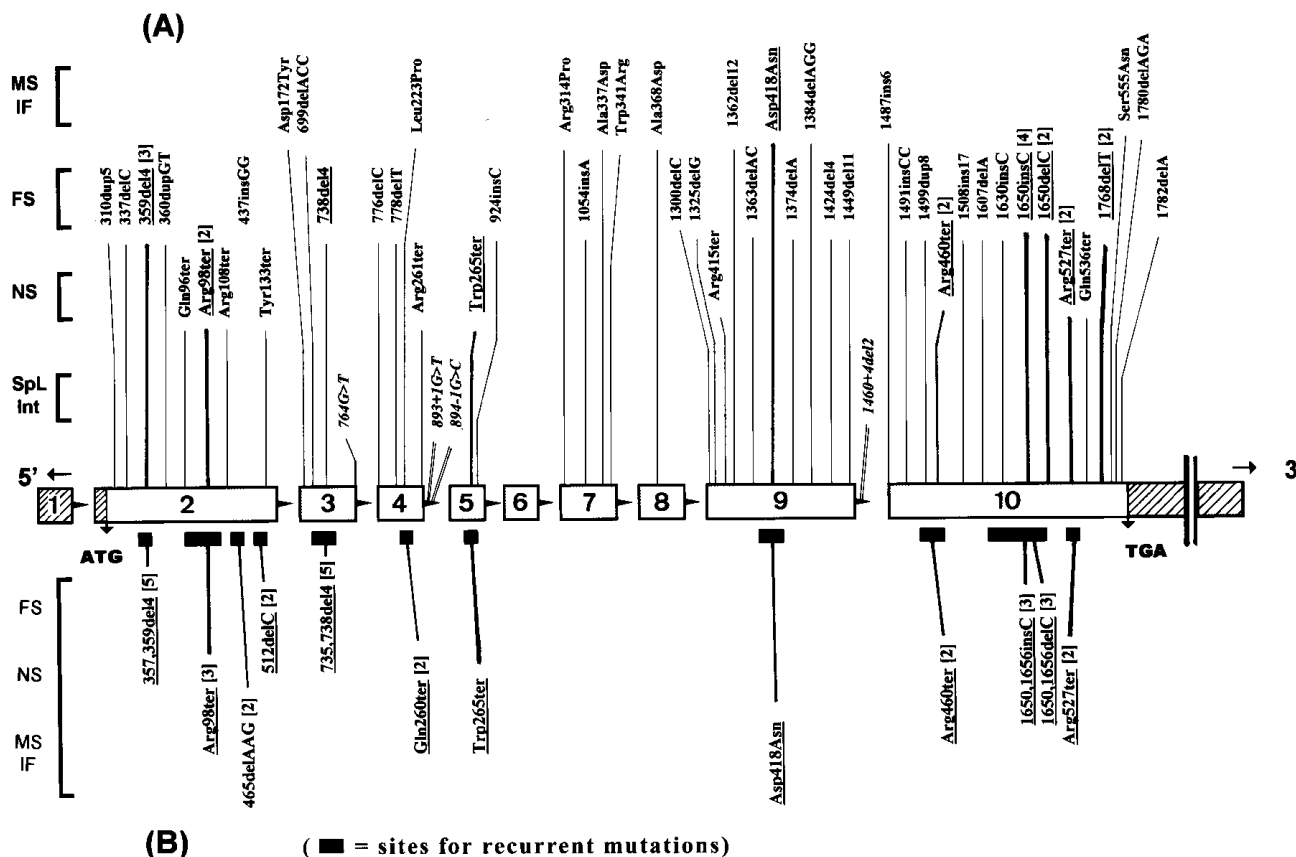 (A)
MS
IF
FS
NS
SpL
Int
Asp172Tyr
699delACC
Leu223Pro
Arg314Pro
Ala337Asp
Trp341Arg
Ala368Asp
1362del12
Asp418Asn
1384delAGG
1487ins6
Ser555Asn
1780delAGA
310dup5
337delC
359del4 [3]
360dupGT
437insGG
738del4
776delC
778delT
924insC
1054insA
1300delC
1325delG
1363delAC
1374delA
1424del4
1449del11
1491insCC
1499dup8
1508ins17
1607delA
1630insC
1650insC [4]
1650delC [2]
1768delT [2]
1782delA
Gln96ter
Arg98ter [2]
Arg108ter
Tyr133ter
Arg261ter
Trp265ter
Arg415ter
Arg460ter [2]
Arg527ter [2]
Gln536ter
764G>T
893+1G>T
894-1G>C
1460+4del2
5'
3
1
2
3
4
5
6
7
8
9
10
ATG
TGA
FS
NS
MS
IF
357,359del4 [5]
Arg98ter [3]
465delAAG [2]
512delC [2]
735,738del4 [5]
Gln260ter [2]
Trp265ter
Asp418Asn
Arg460ter [2]
1650,1656insC [3]
1650,1656delC [3]
Arg527ter [2]
(B)
( = sites for recurrent mutations)